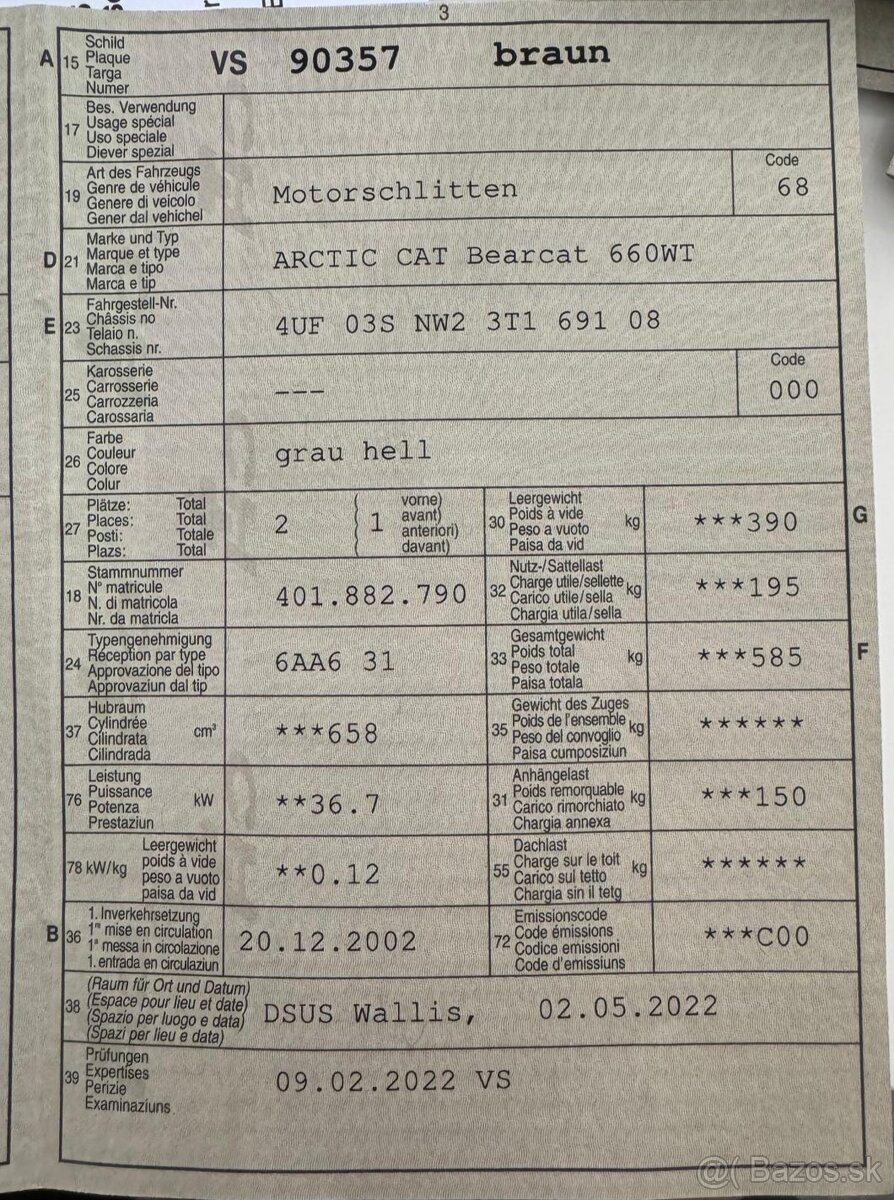 3
A 15 Schild
Plaque
Targa
Numer
VS 90357 braun
17 Bes. Verwendung
Usage spécial
Uso speciale
Diever spezial
19 Art des Fahrzeugs
Genre de véhicule
Genere di veicolo
Gener dal vehichel
Motorschlitten
Code
68
D 21 Marke und Typ
Marque et type
Marca e tipo
Marca e tip
ARCTIC CAT Bearcat 660WT
E 23 Fahrgestell-Nr.
Châssis no
Telaio n.
Schassis nr.
4UF 03S NW2 3T1 691 08
25 Karosserie
Carrosserie
Carrozzeria
Carossaria
---
Code
000
26 Farbe
Couleur
Colore
Colur
grau hell
27 Plätze: Total
Places: Total
Posti: Totale
Plazs: Total
2 ( 1 vorne)
avant)
anteriori)
davant)
30 Leergewicht
Poids à vide
Peso a vuoto
Paisa da vid
kg
***390
G
18 Stammnummer
N° matricule
N. di matricola
Nr. da matricla
401.882.790
32 Nutz-/Sattellast
Charge utile/sellette
Carico utile/sella
Chargia utila/sella
kg
***195
24 Typengenehmigung
Réception par type
Approvazione del tipo
Approvaziun dal tip
6AA6 31
33 Gesamtgewicht
Poids total
Peso totale
Paisa totala
kg
***585
F
37 Hubraum
Cylindrée
Cilindrata
Cilindrada
cm³
***658
35 Gewicht des Zuges
Poids de l'ensemble
Peso del convoglio
Paisa cumposiziun
kg
******
76 Leistung
Puissance
Potenza
Prestaziun
kW
**36.7
31 Anhängelast
Poids remorquable
Carico rimorchiato
Chargia annexa
kg
***150
78 kW/kg Leergewicht
poids à vide
peso a vuoto
paisa da vid
**0.12
55 Dachlast
Charge sur le toit
Carico sul tetto
Chargia sin il tetg
kg
******
B 36 1. Inverkehrsetzung
1re mise en circulation
1a messa in circolazione
1. entrada en circulaziun
20.12.2002
72 Emissionscode
Code émissions
Codice emissioni
Code d'emissiuns
***C00
38 (Raum für Ort und Datum)
(Espace pour lieu et date)
(Spazio per luogo e data)
(Spazi per lieu e data)
DSUS Wallis, 02.05.2022
39 Prüfungen
Expertises
Perizie
Examinaziuns
09.02.2022 VS
@( Bazos.sk